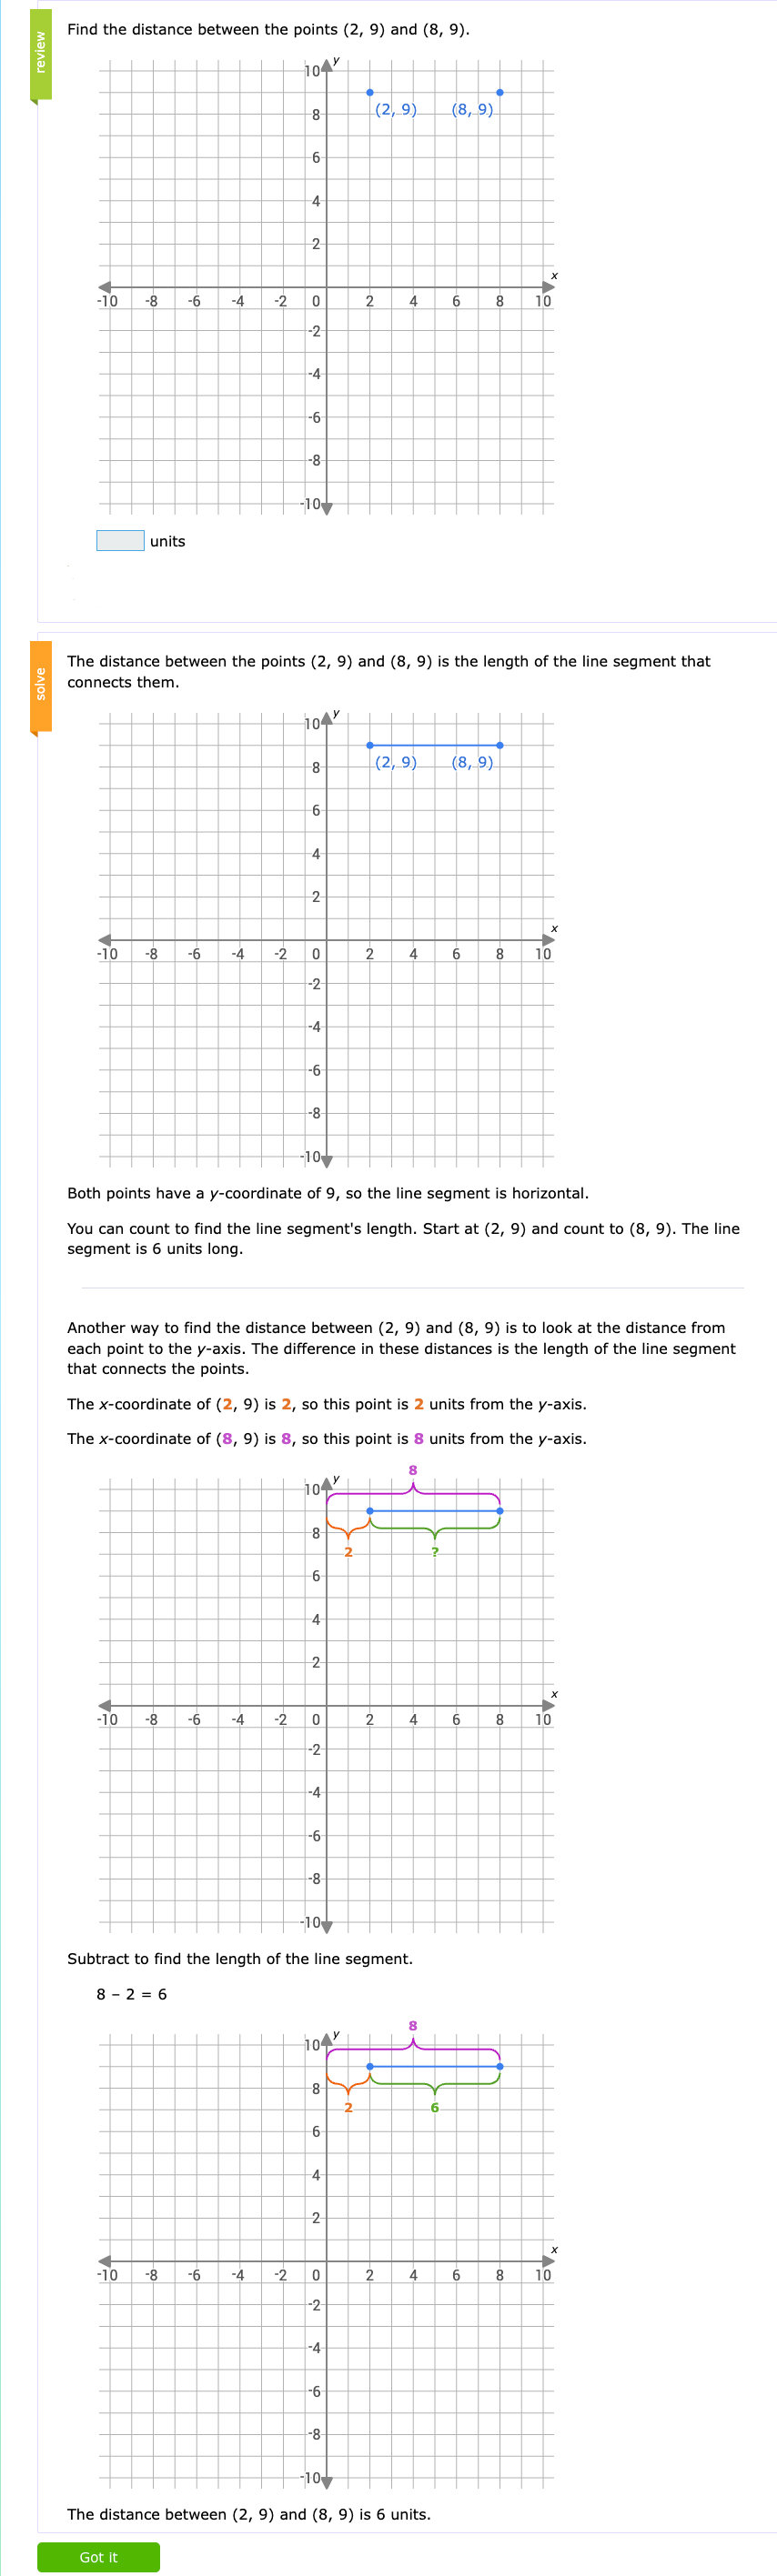 review
Find the distance between the points (2, 9) and (8, 9).
y
10
(2, 9) (8, 9)
8
6
4
2
x
-10 -8 -6 -4 -2 0 2 4 6 8 10
-2
-4
-6
-8
-10
units
solve
The distance between the points (2, 9) and (8, 9) is the length of the line segment that
connects them.
y
10
(2, 9) (8, 9)
8
6
4
2
x
-10 -8 -6 -4 -2 0 2 4 6 8 10
-2
-4
-6
-8
-10
Both points have a y-coordinate of 9, so the line segment is horizontal.
You can count to find the line segment's length. Start at (2, 9) and count to (8, 9). The line
segment is 6 units long.
Another way to find the distance between (2, 9) and (8, 9) is to look at the distance from
each point to the y-axis. The difference in these distances is the length of the line segment
that connects the points.
The x-coordinate of (2, 9) is 2, so this point is 2 units from the y-axis.
The x-coordinate of (8, 9) is 8, so this point is 8 units from the y-axis.
8
y
10
8
2 ?
6
4
2
x
-10 -8 -6 -4 -2 0 2 4 6 8 10
-2
-4
-6
-8
-10
Subtract to find the length of the line segment.
8 – 2 = 6
8
y
10
8
2 6
6
4
2
x
-10 -8 -6 -4 -2 0 2 4 6 8 10
-2
-4
-6
-8
-10
The distance between (2, 9) and (8, 9) is 6 units.
Got it